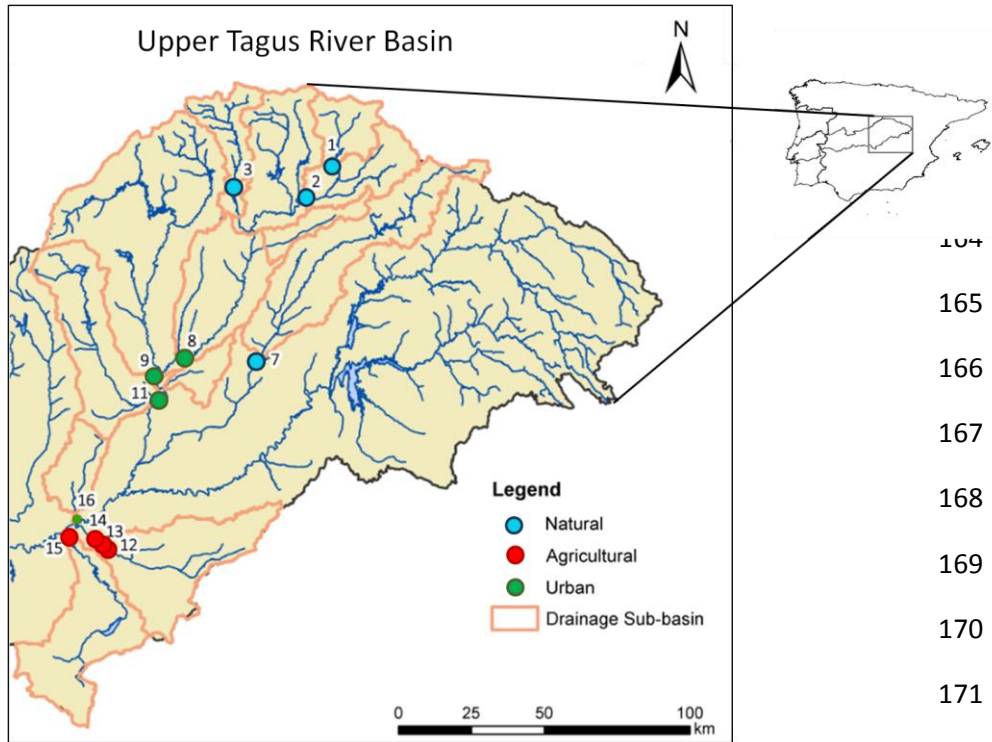 Upper Tagus River Basin
N
1
3
2
8
9
7
11
16
14
13
12
15
Legend
Natural
Agricultural
Urban
Drainage Sub-basin
0 25 50 100
km
164
165
166
167
168
169
170
171